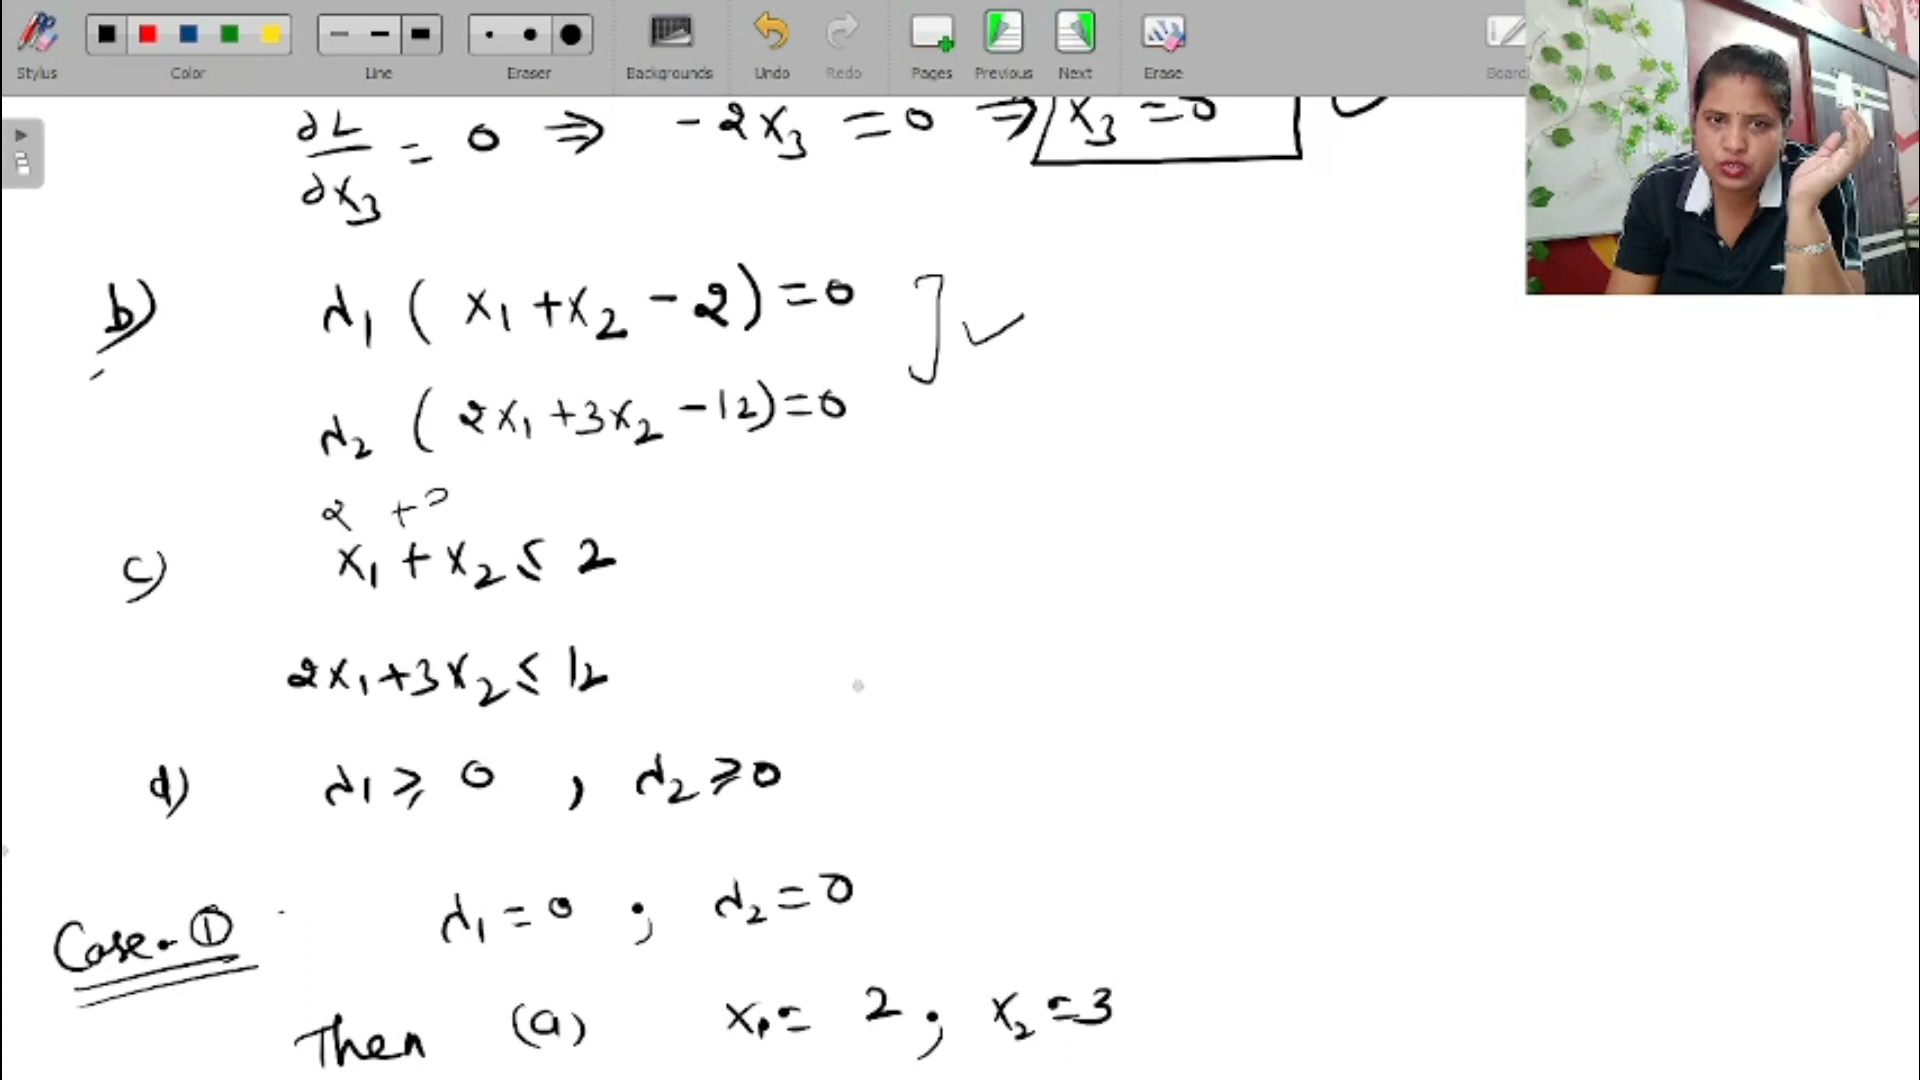 Stylus Color Line Eraser Backgrounds Undo Redo Pages Previous Next Erase Board
∂L/∂x₃ = 0 ⇒ -2x₃ = 0 ⇒ x₃ = 0
b) λ₁ ( x₁ + x₂ - 2) = 0
λ₂ ( 2x₁ + 3x₂ - 12) = 0
2 + 3
c) x₁ + x₂ ≤ 2
2x₁ + 3x₂ ≤ 12
d) λ₁ ≥ 0 , λ₂ ≥ 0
Case-① λ₁ = 0 ; λ₂ = 0
Then (a) x₁ = 2 ; x₂ = 3